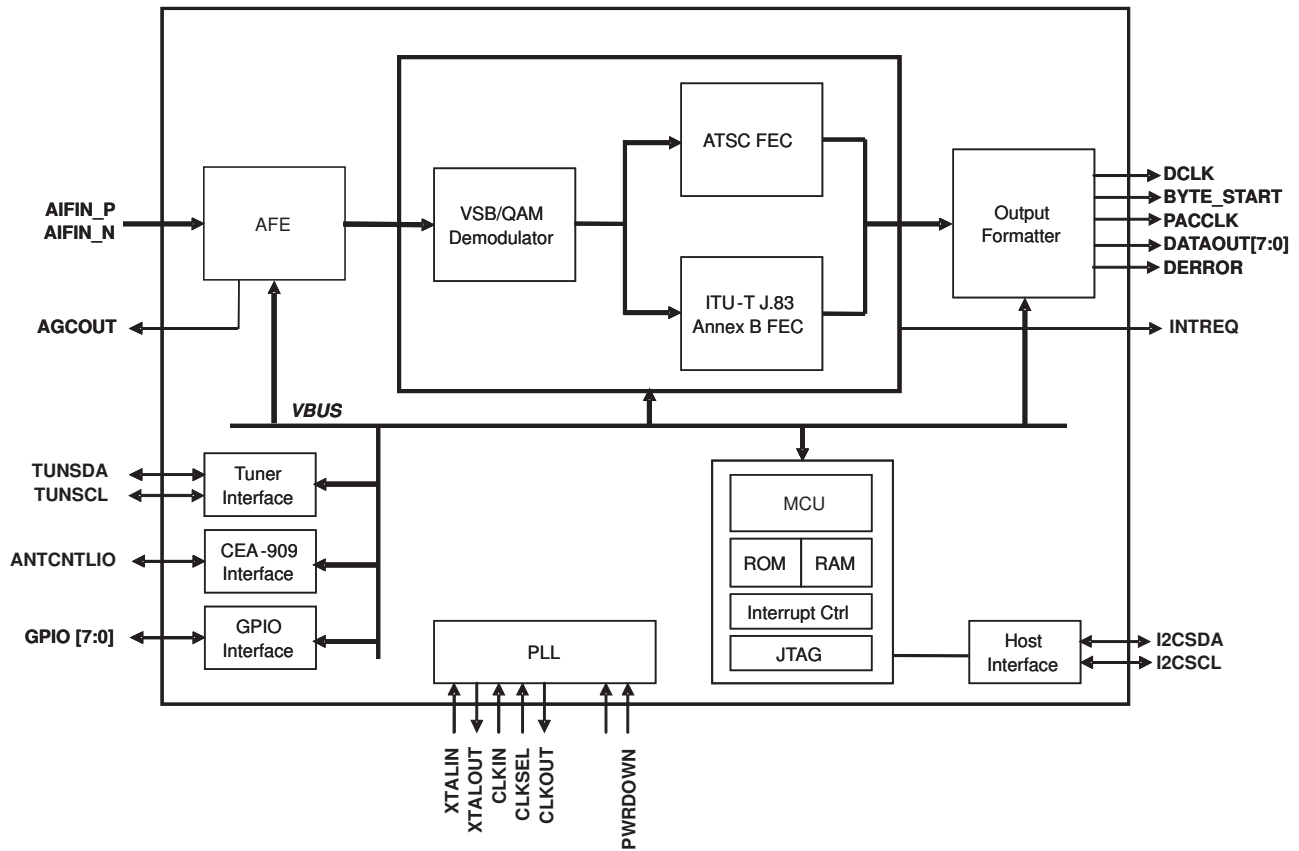 AIFIN_P
AIFIN_N
AGCOUT
AFE
VSB/QAM
Demodulator
ATSC FEC
ITU-T J.83
Annex B FEC
Output
Formatter
DCLK
BYTE_START
PACCLK
DATAOUT[7:0]
DERROR
INTREQ
VBUS
TUNSDA
TUNSCL
Tuner
Interface
ANTCNTLIO
CEA-909
Interface
GPIO [7:0]
GPIO
Interface
PLL
XTALIN
XTALOUT
CLKIN
CLKSEL
CLKOUT
PWRDOWN
MCU
ROM
RAM
Interrupt Ctrl
JTAG
Host
Interface
I2CSDA
I2CSCL